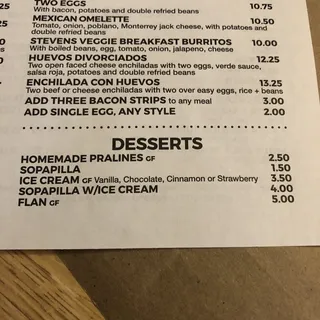 TWO EGGS 10.75
With bacon, potatoes and double refried beans
MEXICAN OMELETTE 10.50
Tomato, onion, poblano, Monterrey jack cheese, with potatoes and
double refried beans
STEVENS VEGGIE BREAKFAST BURRITOS 10.00
With boiled beans, egg, tomato, onion, jalapeño, cheese
HUEVOS DIVORCIADOS 12.25
Two open faced cheese enchiladas with two eggs, verde sauce,
salsa roja, potatoes and double refried beans
ENCHILADA CON HUEVOS 13.25
Two beef or cheese enchiladas with two over easy eggs, rice + beans
ADD THREE BACON STRIPS to any meal 3.00
ADD SINGLE EGG, ANY STYLE 2.00
DESSERTS
HOMEMADE PRALINES GF 2.50
SOPAPILLA 1.50
ICE CREAM GF Vanilla, Chocolate, Cinnamon or Strawberry 3.50
SOPAPILLA W/ICE CREAM 4.00
FLAN GF 5.00